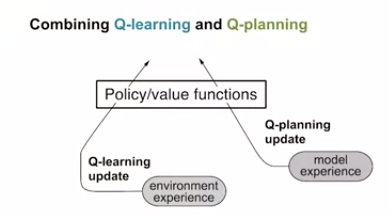 Combining Q-learning and Q-planning
Policy/value functions
Q-planning
update
model
experience
Q-learning
update
environment
experience